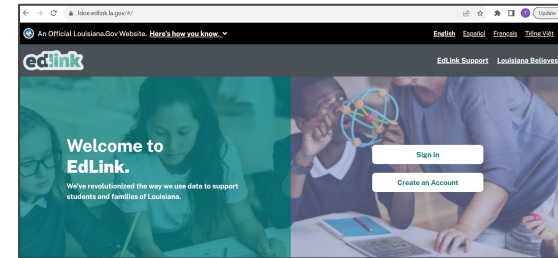 ldoe.edlink.la.gov/#/
T
Update
An Official Louisiana.Gov Website. Here's how you know.
English Español Français Tiếng Việt
ed:link
EdLink Support Louisiana Believes
Welcome to
EdLink.
We've revolutionized the way we use data to support
students and families of Louisiana.
Sign In
Create an Account